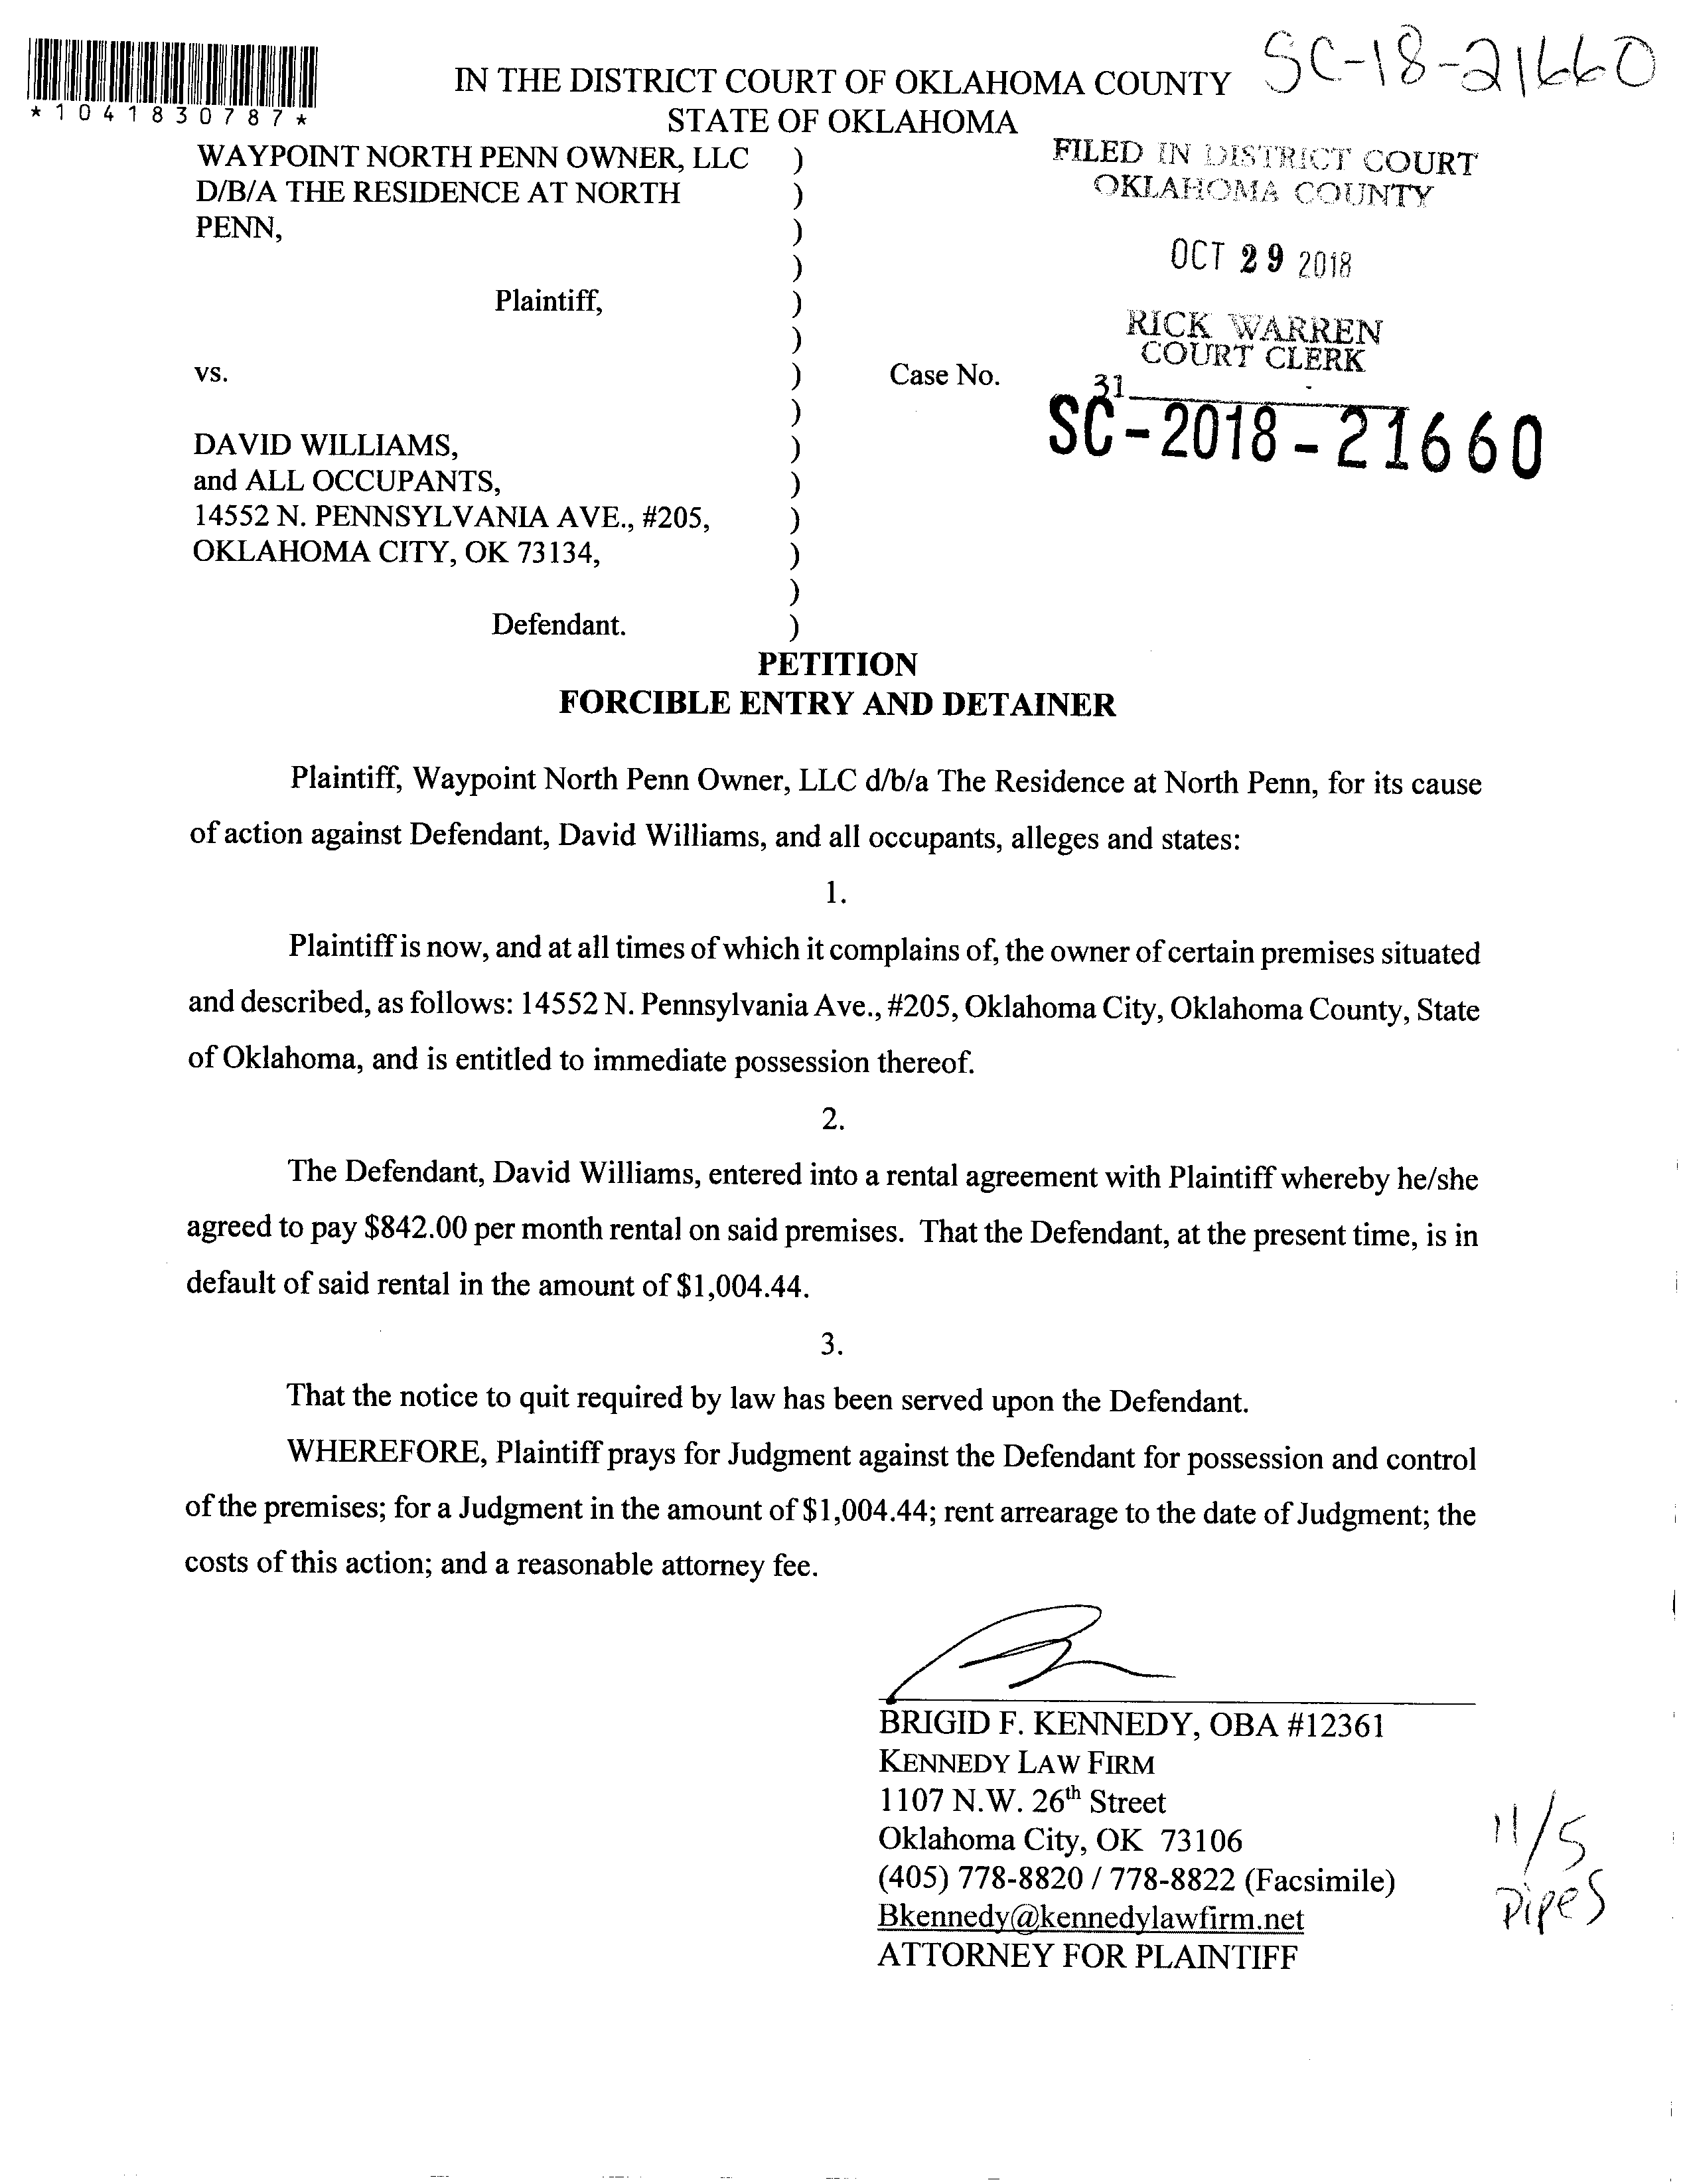 SC-18-21660
*1041830787*
IN THE DISTRICT COURT OF OKLAHOMA COUNTY
STATE OF OKLAHOMA
WAYPOINT NORTH PENN OWNER, LLC )
D/B/A THE RESIDENCE AT NORTH )
PENN, )
)
Plaintiff, )
)
vs. )
)
DAVID WILLIAMS, )
and ALL OCCUPANTS, )
14552 N. PENNSYLVANIA AVE., #205, )
OKLAHOMA CITY, OK 73134, )
)
Defendant. )
FILED IN DISTRICT COURT
OKLAHOMA COUNTY
OCT 29 2018
RICK WARREN
COURT CLERK
Case No.
31
SC-2018-21660
PETITION
FORCIBLE ENTRY AND DETAINER
Plaintiff, Waypoint North Penn Owner, LLC d/b/a The Residence at North Penn, for its cause
of action against Defendant, David Williams, and all occupants, alleges and states:
1.
Plaintiff is now, and at all times of which it complains of, the owner of certain premises situated
and described, as follows: 14552 N. Pennsylvania Ave., #205, Oklahoma City, Oklahoma County, State
of Oklahoma, and is entitled to immediate possession thereof.
2.
The Defendant, David Williams, entered into a rental agreement with Plaintiff whereby he/she
agreed to pay $842.00 per month rental on said premises. That the Defendant, at the present time, is in
default of said rental in the amount of $1,004.44.
3.
That the notice to quit required by law has been served upon the Defendant.
WHEREFORE, Plaintiff prays for Judgment against the Defendant for possession and control
of the premises; for a Judgment in the amount of $1,004.44; rent arrearage to the date of Judgment; the
costs of this action; and a reasonable attorney fee.
BRIGID F. KENNEDY, OBA #12361
KENNEDY LAW FIRM
1107 N.W. 26th Street
Oklahoma City, OK 73106
(405) 778-8820 / 778-8822 (Facsimile)
Bkennedy@kennedylawfirm.net
ATTORNEY FOR PLAINTIFF
11/5
Pipes